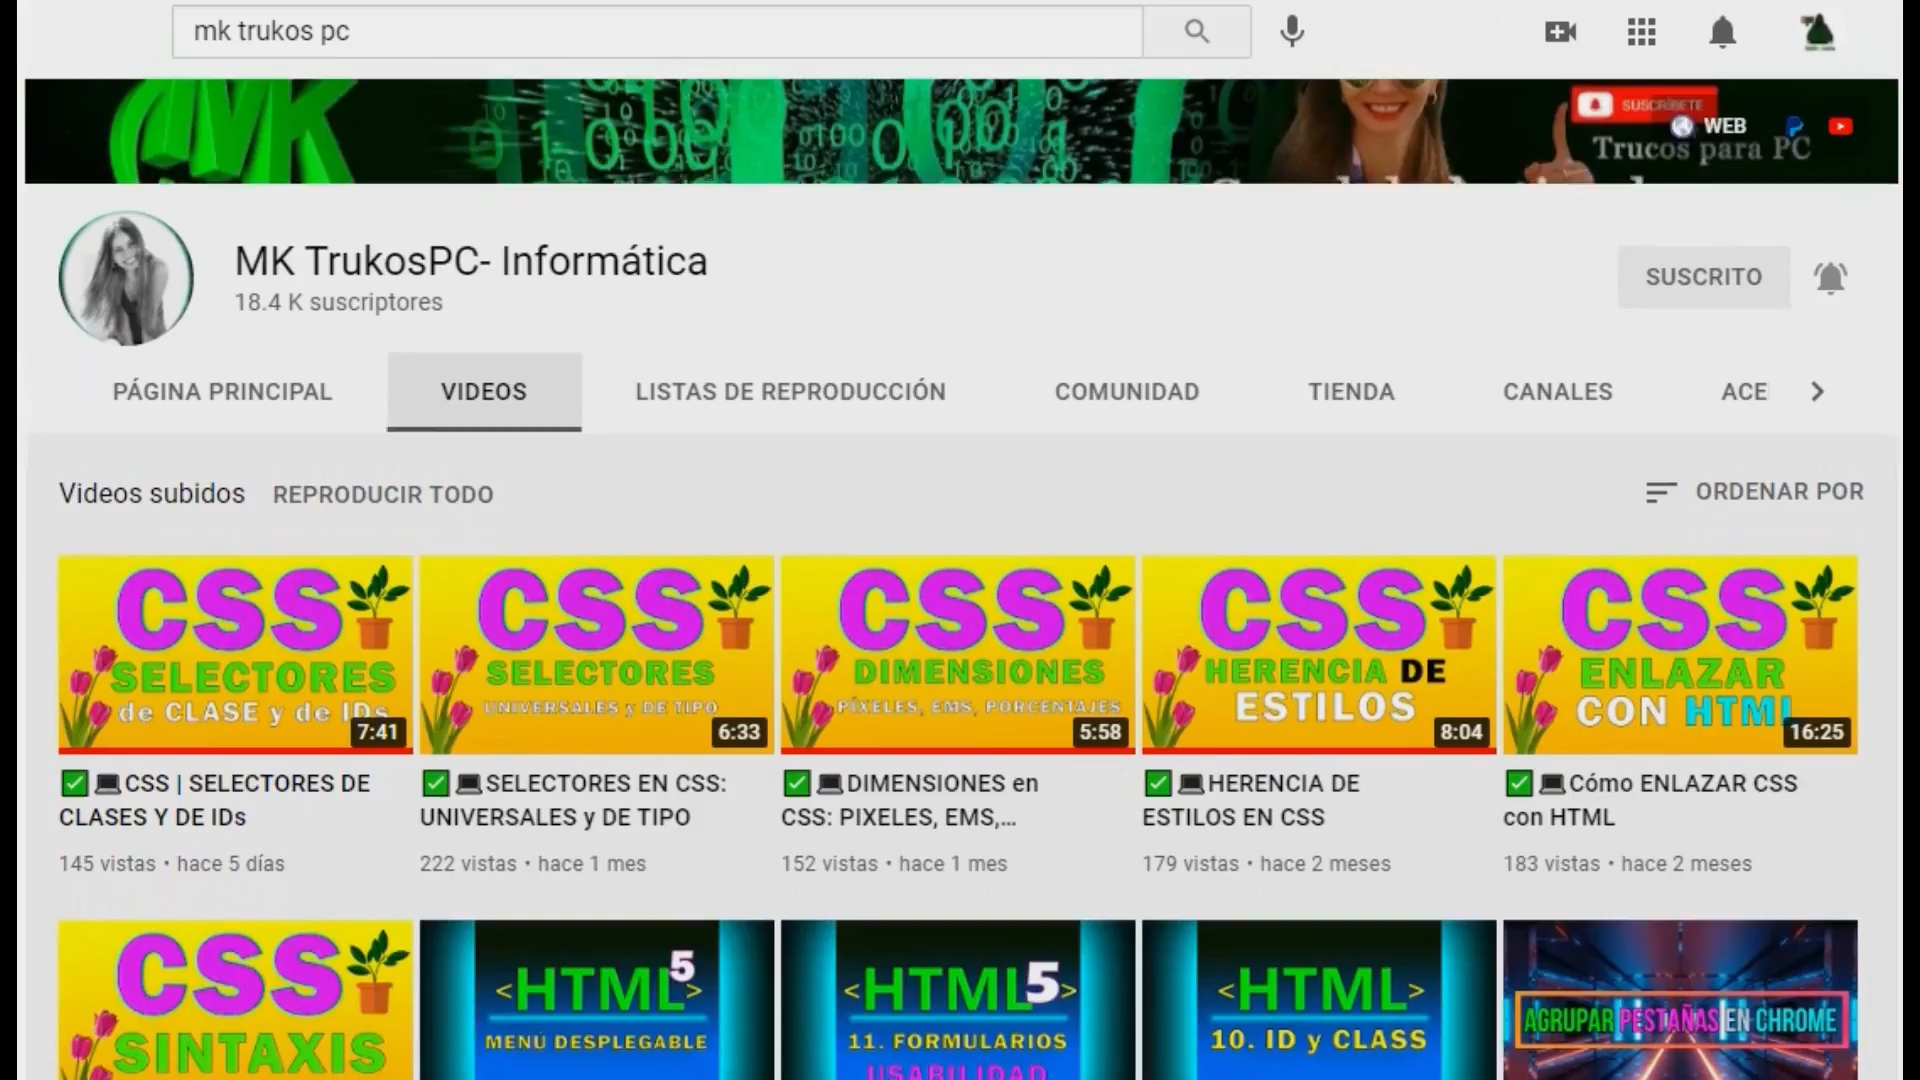 mk trukos pc
MK
SUSCRÍBETE
WEB
Trucos para PC
MK TrukosPC- Informática
18.4 K suscriptores
SUSCRITO
PÁGINA PRINCIPAL
VIDEOS
LISTAS DE REPRODUCCIÓN
COMUNIDAD
TIENDA
CANALES
ACE
Videos subidos
REPRODUCIR TODO
ORDENAR POR
CSS
SELECTORES
de CLASE y de IDs
7:41
CSS
SELECTORES
UNIVERSALES y DE TIPO
6:33
CSS
DIMENSIONES
PÍXELES, EMS, PORCENTAJES
5:58
CSS
HERENCIA DE
ESTILOS
8:04
CSS
ENLAZAR
CON HTML
16:25
CSS | SELECTORES DE
CLASES Y DE IDs
145 vistas • hace 5 días
SELECTORES EN CSS:
UNIVERSALES y DE TIPO
222 vistas • hace 1 mes
DIMENSIONES en
CSS: PIXELES, EMS,...
152 vistas • hace 1 mes
HERENCIA DE
ESTILOS EN CSS
179 vistas • hace 2 meses
Cómo ENLAZAR CSS
con HTML
183 vistas • hace 2 meses
CSS
SINTAXIS
<HTML5>
MENÚ DESPLEGABLE
<HTML5>
11. FORMULARIOS
USABILIDAD
<HTML>
10. ID y CLASS
AGRUPAR PESTAÑAS EN CHROME